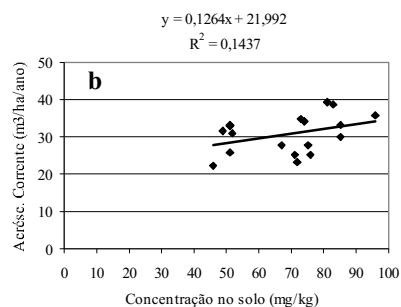 y = 0,1264x + 21,992
R² = 0,1437
b
Acrésc. Corrente (m3/ha/ano)
50
40
30
20
10
0
0 10 20 30 40 50 60 70 80 90 100
Concentração no solo (mg/kg)